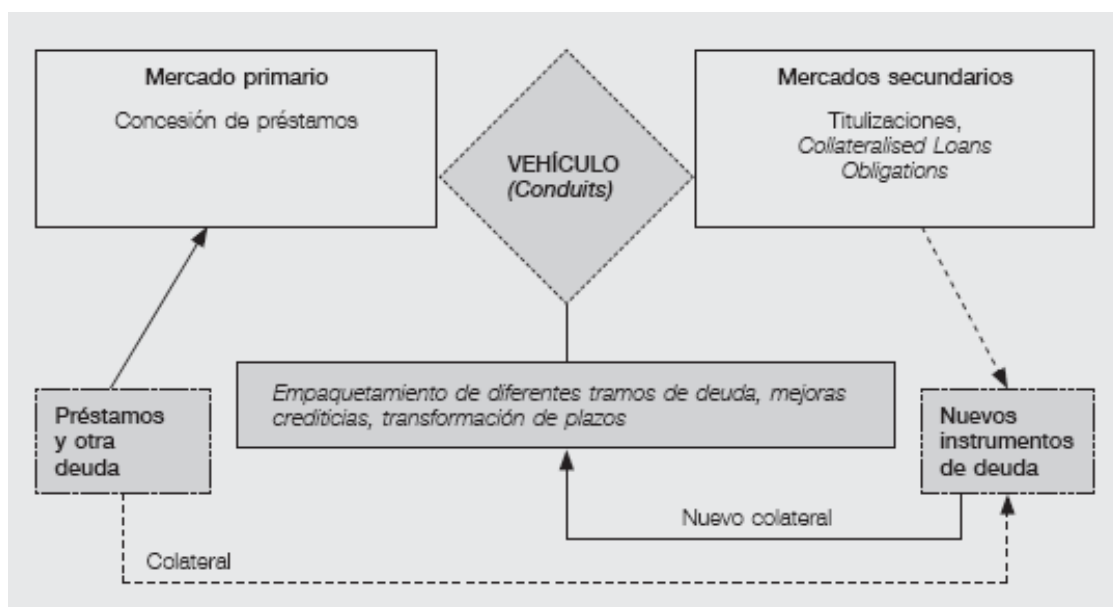 Mercado primario
Concesión de préstamos
VEHÍCULO
(Conduits)
Mercados secundarios
Titulizaciones,
Collateralised Loans
Obligations
Empaquetamiento de diferentes tramos de deuda, mejoras
crediticias, transformación de plazos
Préstamos
y otra
deuda
Nuevos
instrumentos
de deuda
Nuevo colateral
Colateral